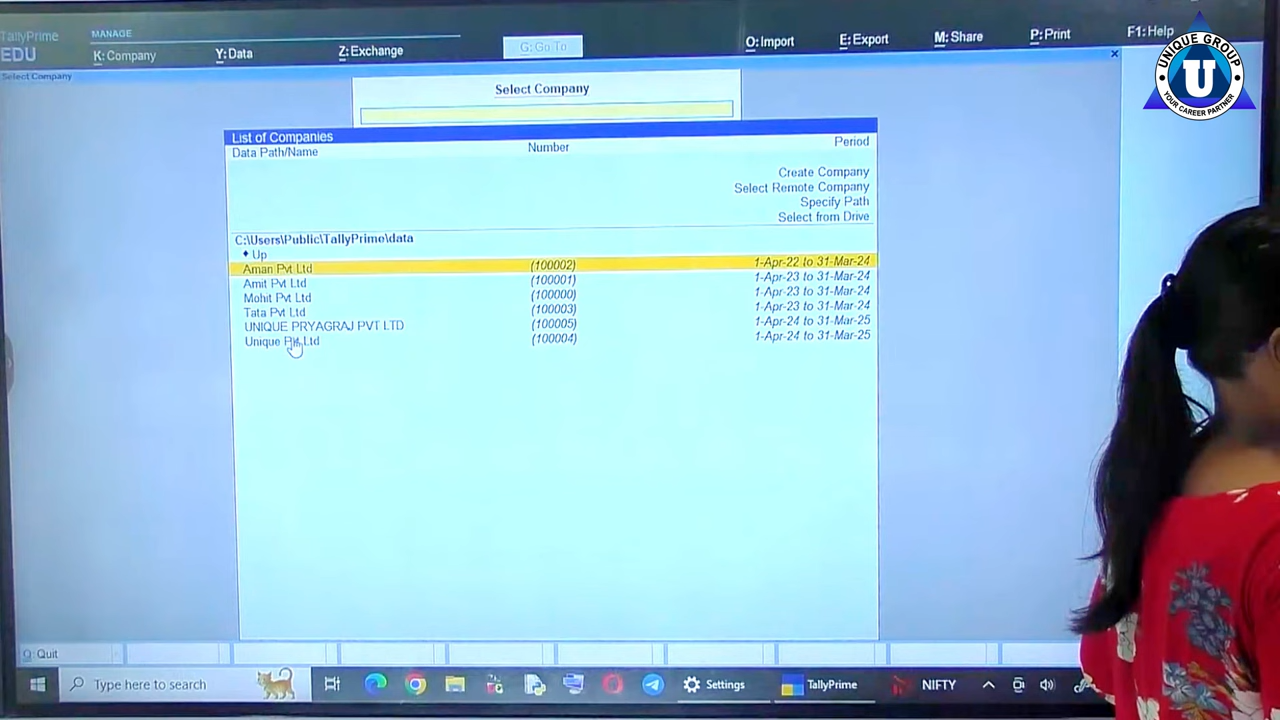 TallyPrime
EDU
MANAGE
K: Company
Y: Data
Z: Exchange
G: Go To
O: Import
E: Export
M: Share
P: Print
F1: Help
Select Company
Select Company
List of Companies
Data Path/Name Number Period
Create Company
Select Remote Company
Specify Path
Select from Drive
C:\Users\Public\TallyPrime\data
♦ Up
Aman Pvt Ltd (100002) 1-Apr-22 to 31-Mar-24
Amit Pvt Ltd (100001) 1-Apr-23 to 31-Mar-24
Mohit Pvt Ltd (100000) 1-Apr-23 to 31-Mar-24
Tata Pvt Ltd (100003) 1-Apr-23 to 31-Mar-24
UNIQUE PRYAGRAJ PVT LTD (100005) 1-Apr-24 to 31-Mar-25
Unique Pvt Ltd (100004) 1-Apr-24 to 31-Mar-25
Q: Quit
Type here to search
Settings
TallyPrime
NIFTY
UNIQUE GROUP
U
YOUR CAREER PARTNER